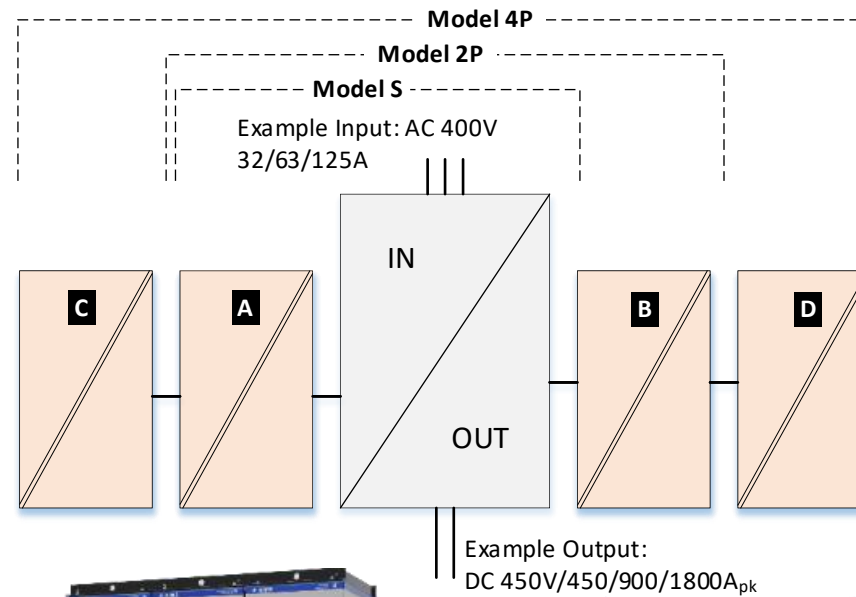 Model 4P
Model 2P
Model S
Example Input: AC 400V
32/63/125A
IN
C
A
B
D
OUT
Example Output:
DC 450V/450/900/1800Apk